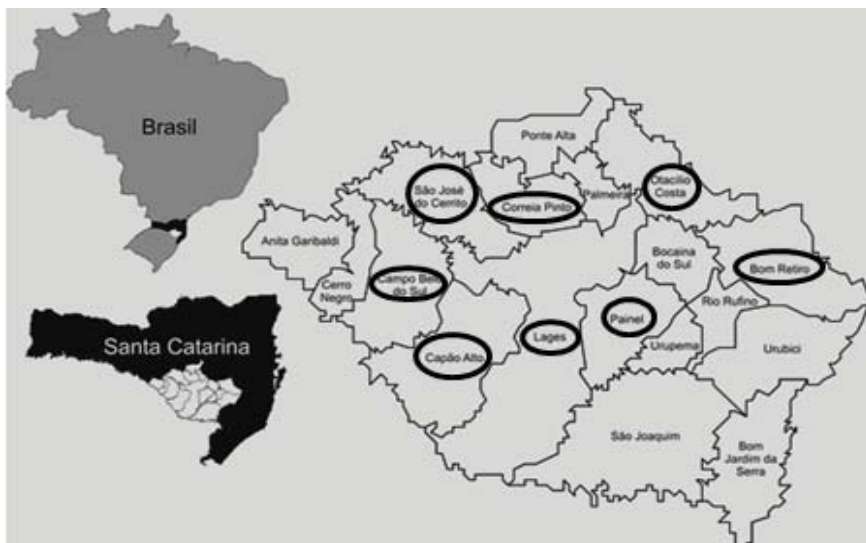 Brasil
Santa Catarina
Ponte Alta
São José
do Cerrito
Correia Pinto
Palmeira
Otacílio
Costa
Anita Garibaldi
Cerro
Negro
Campo Belo
do Sul
Bocaina
do Sul
Bom Retiro
Rio Rufino
Painel
Lages
Capão Alto
Urupema
Urubici
São Joaquim
Bom
Jardim da
Serra